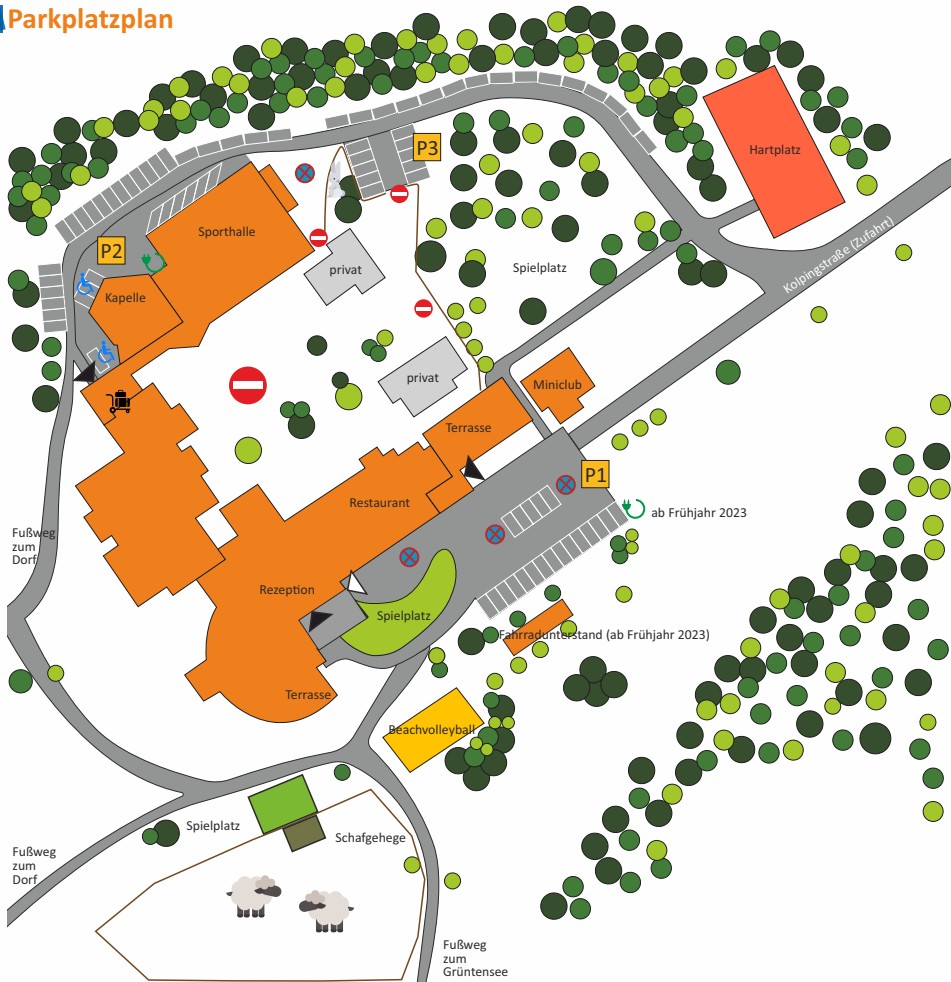 Parkplatzplan
P3
Hartplatz
Sporthalle
P2
Kolpingstraße (Zufahrt)
privat
Spielplatz
Kapelle
privat
Miniclub
Terrasse
P1
Restaurant
ab Frühjahr 2023
Fußweg
zum
Dorf
Rezeption
Spielplatz
Fahrradunterstand (ab Frühjahr 2023)
Terrasse
Beachvolleyball
Spielplatz
Schafgehege
Fußweg
zum
Dorf
Fußweg
zum
Grüntensee